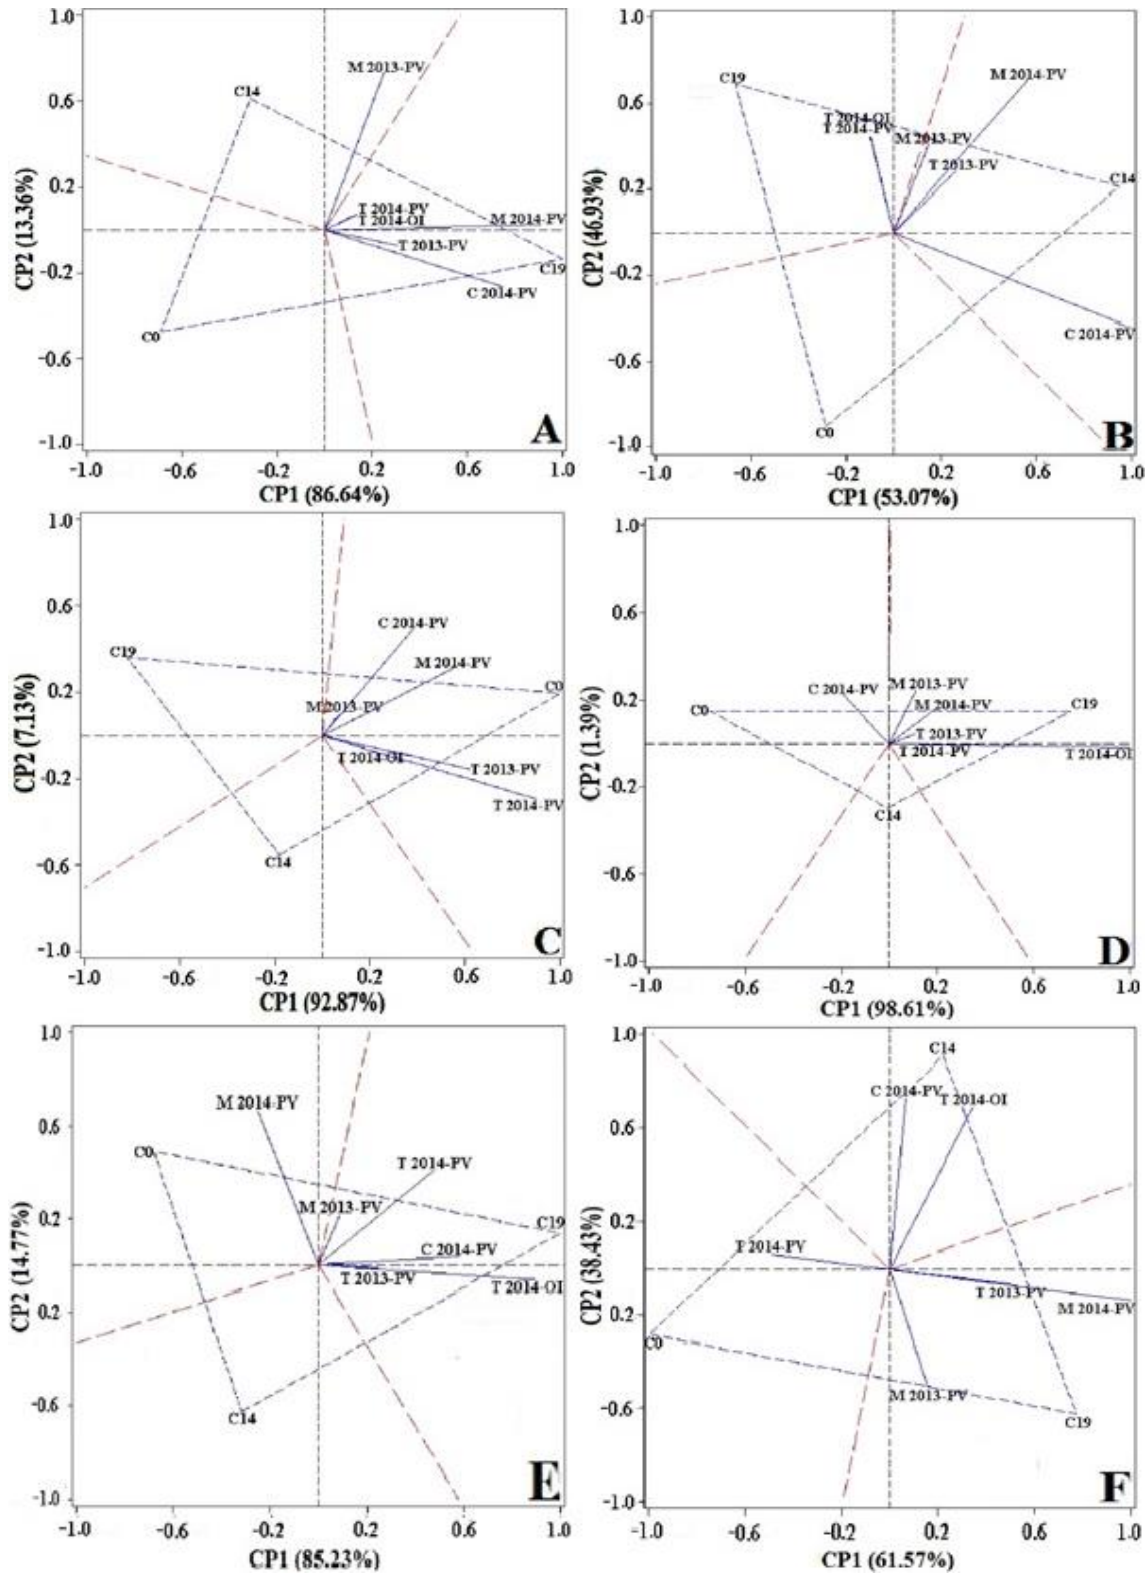 1.0
0.6
0.2
-0.2
-0.6
-1.0
CP2 (13.36%)
M 2013-PV
C14
T 2014-PV
T 2014-OI
M 2014-PV
T 2013-PV
C19
C 2014-PV
C0
A
-1.0 -0.6 -0.2 0.2 0.6 1.0
CP1 (86.64%)
1.0
0.6
0.2
-0.2
-0.6
-1.0
CP2 (46.93%)
C19
M 2014-PV
T 2014-OI
T 2014-PV
M 2013-PV
T 2013-PV
C14
C 2014-PV
C0
B
-1.0 -0.6 -0.2 0.2 0.6 1.0
CP1 (53.07%)
1.0
0.6
0.2
-0.2
-0.6
-1.0
CP2 (7.13%)
C 2014-PV
C19
M 2014-PV
C0
M 2013-PV
T 2014-OI
T 2013-PV
T 2014-PV
C14
C
-1.0 -0.6 -0.2 0.2 0.6 1.0
CP1 (92.87%)
1.0
0.6
0.2
-0.2
-0.6
-1.0
CP2 (1.39%)
C 2014-PV
M 2013-PV
C0
M 2014-PV
C19
T 2013-PV
T 2014-PV
T 2014-OI
C14
D
-1.0 -0.6 -0.2 0.2 0.6 1.0
CP1 (98.61%)
1.0
0.6
0.2
0.2
-0.6
-1.0
CP2 (14.77%)
M 2014-PV
C0
T 2014-PV
M 2013-PV
C19
C 2014-PV
T 2013-PV
T 2014-OI
C14
E
-1.0 -0.6 -0.2 0.2 0.6 1.0
CP1 (85.23%)
1.0
0.6
0.2
0.2
-0.6
-1.0
CP2 (38.43%)
C14
C 2014-PV
T 2014-OI
T 2014-PV
T 2013-PV
M 2014-PV
C0
M 2013-PV
C19
F
-1.0 -0.6 -0.2 0.2 0.6 1.0
CP1 (61.57%)